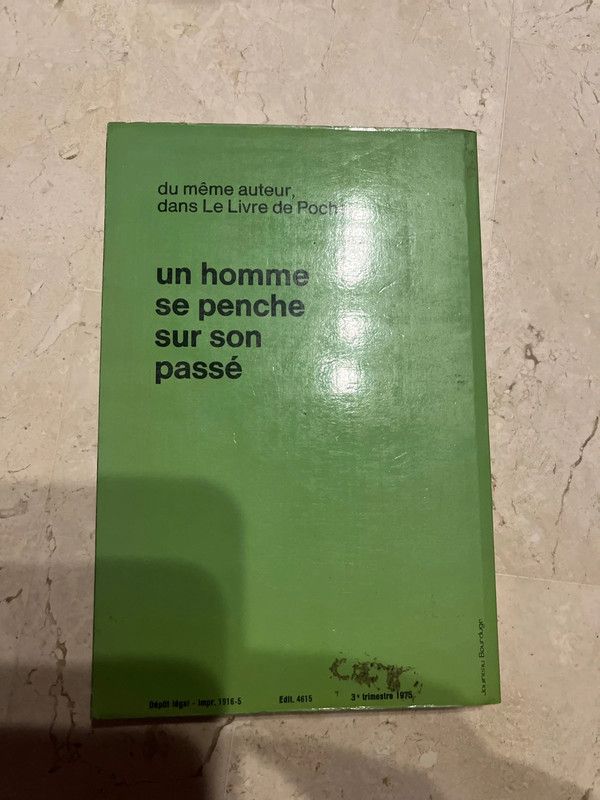 du même auteur,
dans Le Livre de Poche
un homme
se penche
sur son
passé
Dépôt légal - Impr. 1916-5 Edit. 4615 3e trimestre 1975